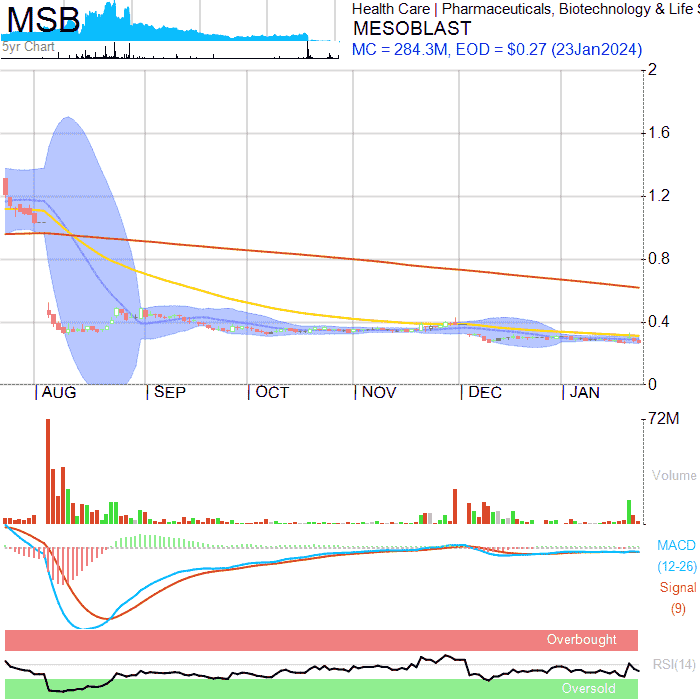 MSB
5yr Chart
Health Care | Pharmaceuticals, Biotechnology & Life S
MESOBLAST
MC = 284.3M, EOD = $0.27 (23Jan2024)
2
1.6
1.2
0.8
0.4
0
AUG
SEP
OCT
NOV
DEC
JAN
72M
Volume
MACD
(12-26)
Signal
(9)
Overbought
RSI(14)
Oversold